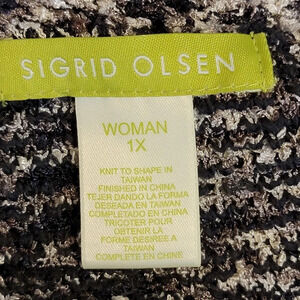 SIGRID OLSEN
WOMAN
1X
KNIT TO SHAPE IN
TAIWAN
FINISHED IN CHINA
TEJER DANDO LA FORMA
DESEADA EN TAIWAN
COMPLETADO EN CHINA
TRICOTER POUR
OBTENIR LA
FORME DESIREE A
TAIWAN
COMPLETE EN CHINE